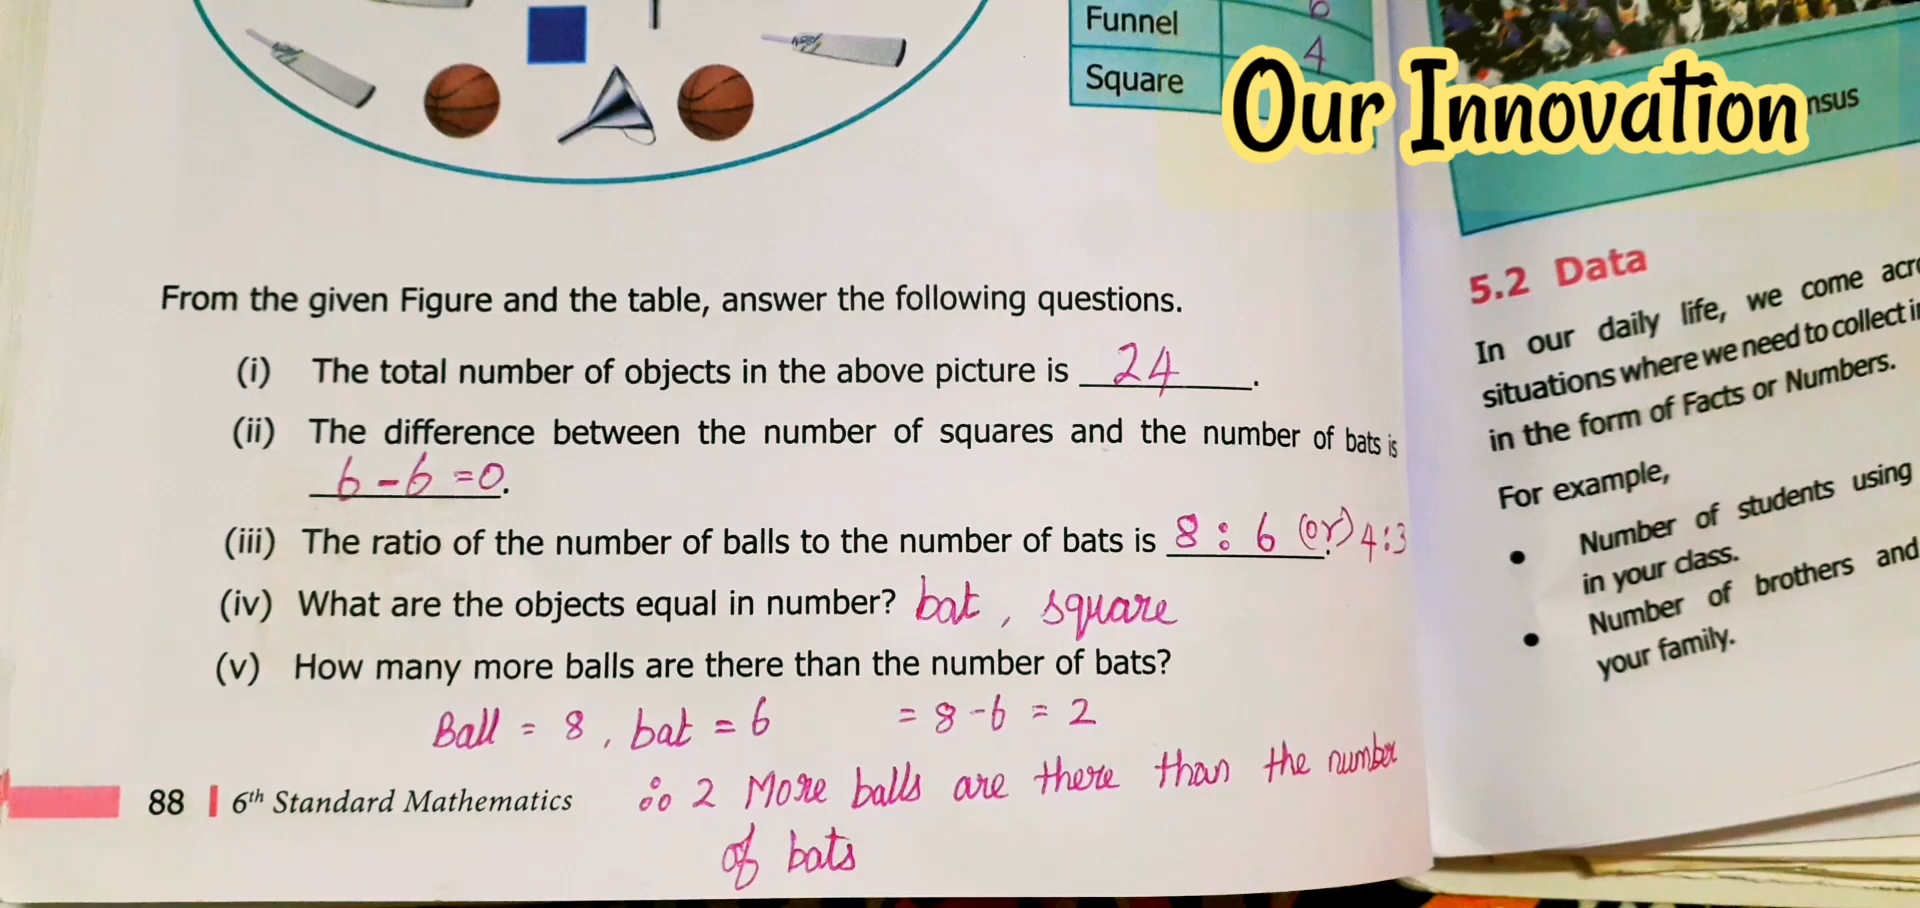 Funnel 6
Square 4
Our Innovation
nsus
From the given Figure and the table, answer the following questions.
(i) The total number of objects in the above picture is 24.
(ii) The difference between the number of squares and the number of bats is
6 - 6 = 0.
(iii) The ratio of the number of balls to the number of bats is 8 : 6 (or) 4:3
(iv) What are the objects equal in number? bat, square
(v) How many more balls are there than the number of bats?
Ball = 8, bat = 6 = 8 - 6 = 2
∴ 2 More balls are there than the number
of bats
88 | 6th Standard Mathematics
5.2 Data
In our daily life, we come acr
situations where we need to collect i
in the form of Facts or Numbers.
For example,
• Number of students using
in your class.
• Number of brothers and
your family.